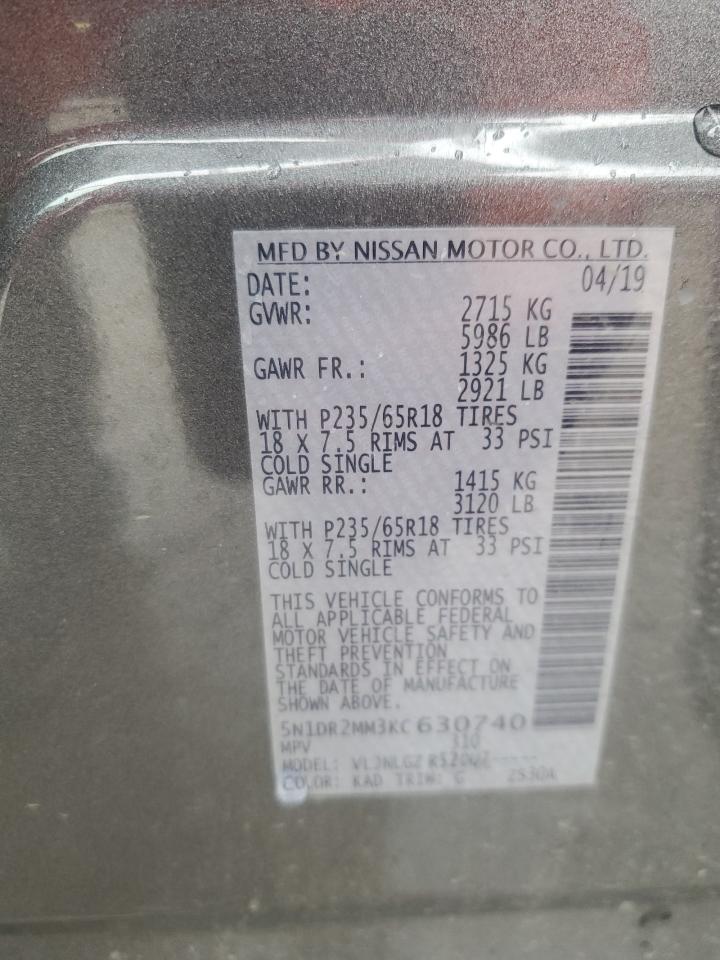 MFD BY NISSAN MOTOR CO., LTD.
DATE: 04/19
GVWR: 2715 KG
5986 LB
GAWR FR.: 1325 KG
2921 LB
WITH P235/65R18 TIRES
18 X 7.5 RIMS AT 33 PSI
COLD SINGLE
GAWR RR.: 1415 KG
3120 LB
WITH P235/65R18 TIRES
18 X 7.5 RIMS AT 33 PSI
COLD SINGLE
THIS VEHICLE CONFORMS TO
ALL APPLICABLE FEDERAL
MOTOR VEHICLE SAFETY AND
THEFT PREVENTION
STANDARDS IN EFFECT ON
THE DATE OF MANUFACTURE
SHOWN ABOVE.
5N1DR2MM3KC630740
MPV
MODEL:
COLOR: KAD TRIM: G